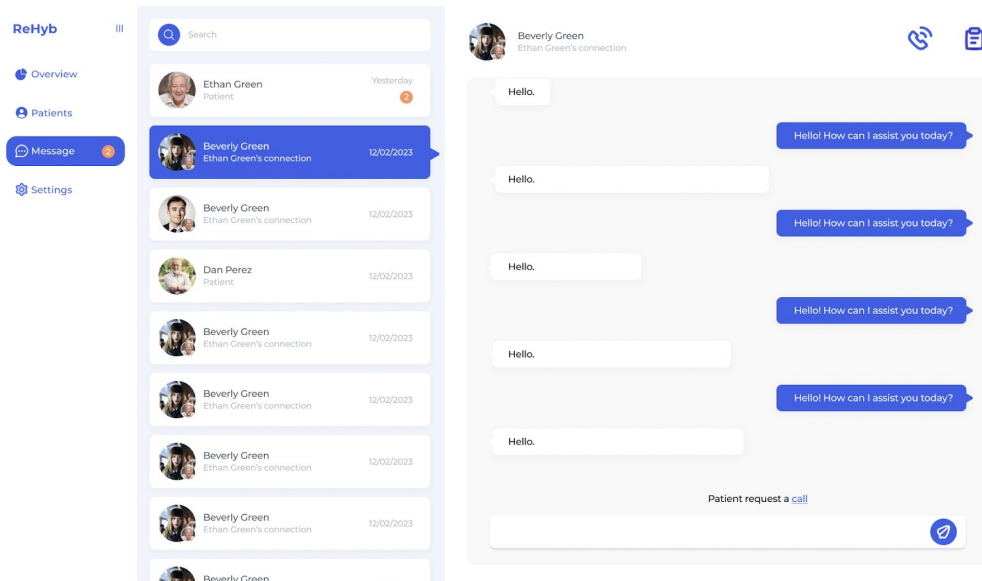 ReHyb
Overview
Patients
Message 2
Settings
Search
Ethan Green
Patient
Yesterday
2
Beverly Green
Ethan Green's connection
12/02/2023
Beverly Green
Ethan Green's connection
12/02/2023
Dan Perez
Patient
12/02/2023
Beverly Green
Ethan Green's connection
12/02/2023
Beverly Green
Ethan Green's connection
12/02/2023
Beverly Green
Ethan Green's connection
12/02/2023
Beverly Green
Ethan Green's connection
12/02/2023
Beverly Green
Beverly Green
Ethan Green's connection
Hello.
Hello! How can I assist you today?
Hello.
Hello! How can I assist you today?
Hello.
Hello! How can I assist you today?
Hello.
Hello! How can I assist you today?
Hello.
Patient request a call